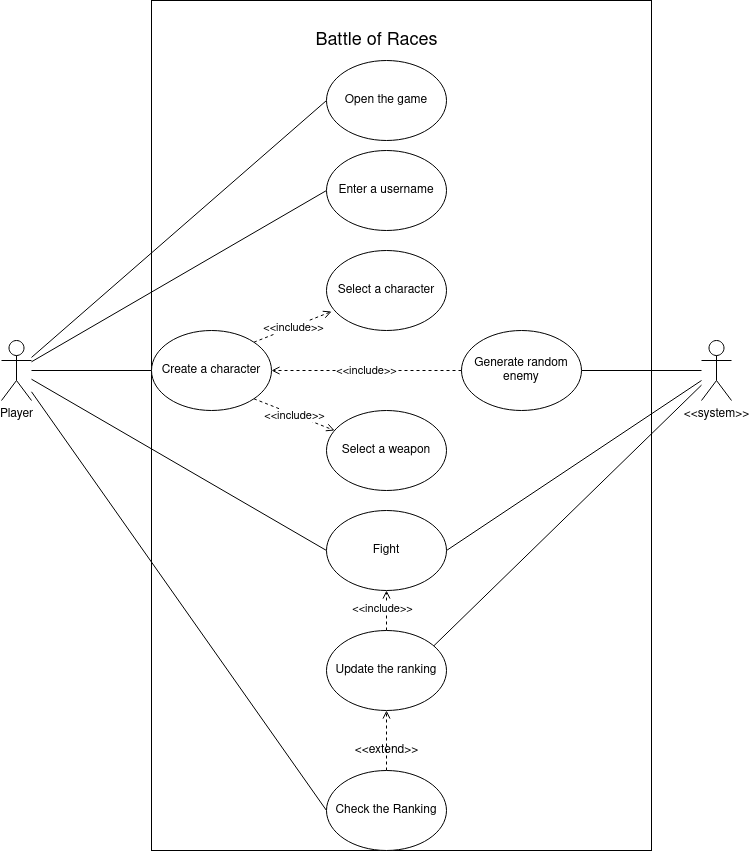 Battle of Races
Open the game
Enter a username
Select a character
<<include>>
Player
Create a character
<<include>>
Generate random
enemy
<<system>>
<<include>>
Select a weapon
Fight
<<include>>
Update the ranking
<<extend>>
Check the Ranking